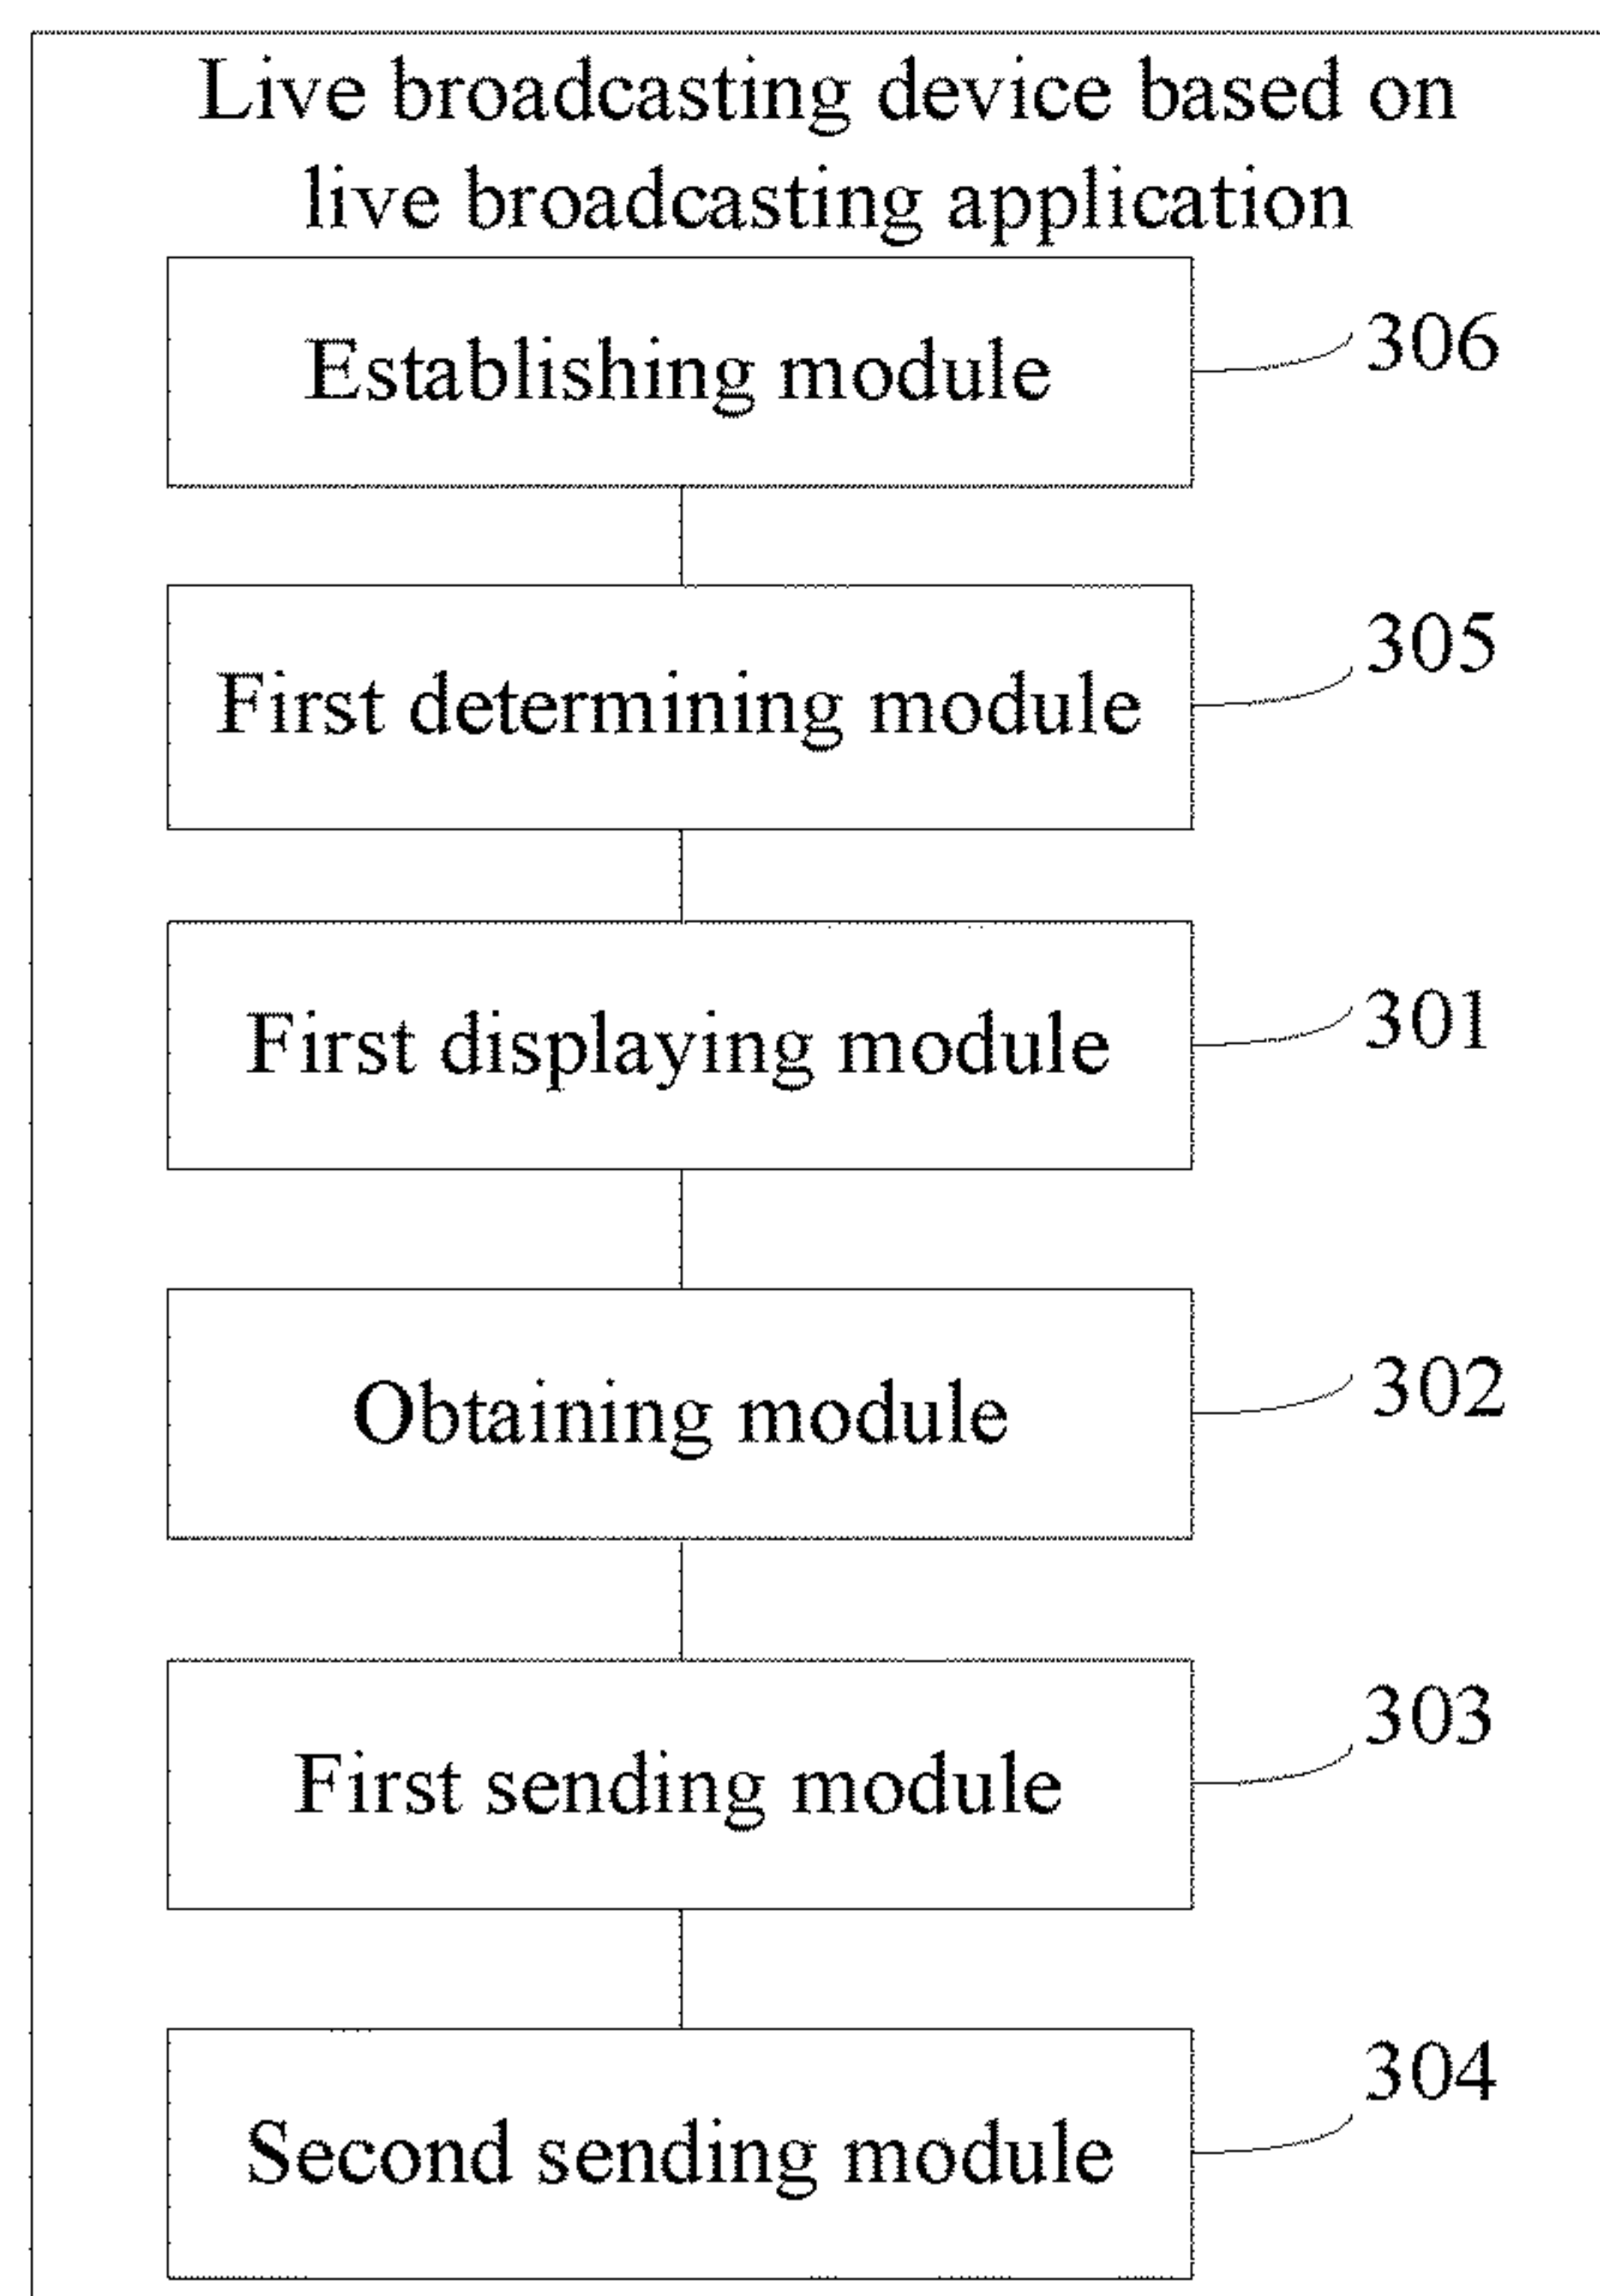 Live broadcasting device based on
live broadcasting application
Establishing module
306
First determining module
305
First displaying module
301
Obtaining module
302
First sending module
303
Second sending module
304